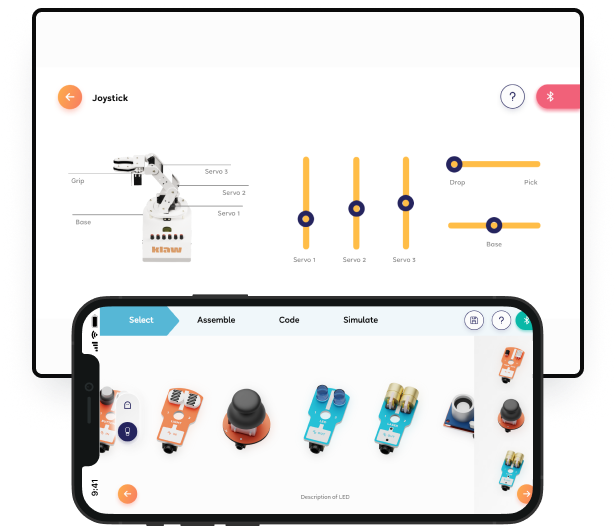 Joystick
?
Grip
Servo 3
Servo 2
Servo 1
Base
klaw
Servo 1
Servo 2
Servo 3
Drop
Pick
Base
Select
Assemble
Code
Simulate
?
9:41
Description of LED